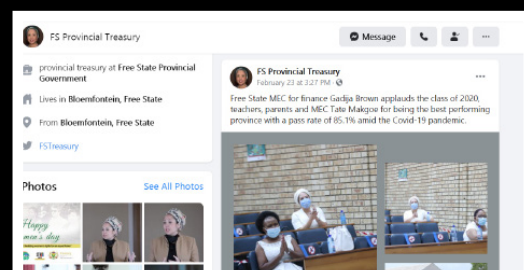 FS Provincial Treasury
Message
provincial treasury at Free State Provincial
Government
Lives in Bloemfontein, Free State
From Bloemfontein, Free State
FSTreasury
Photos
See All Photos
Happy
women's day
FS Provincial Treasury
February 23 at 3:27 PM
Free State MEC for finance Gadija Brown applauds the class of 2020,
teachers, parents and MEC Tate Makgoe for being the best performing
province with a pass rate of 85.1% amid the Covid-19 pandemic.